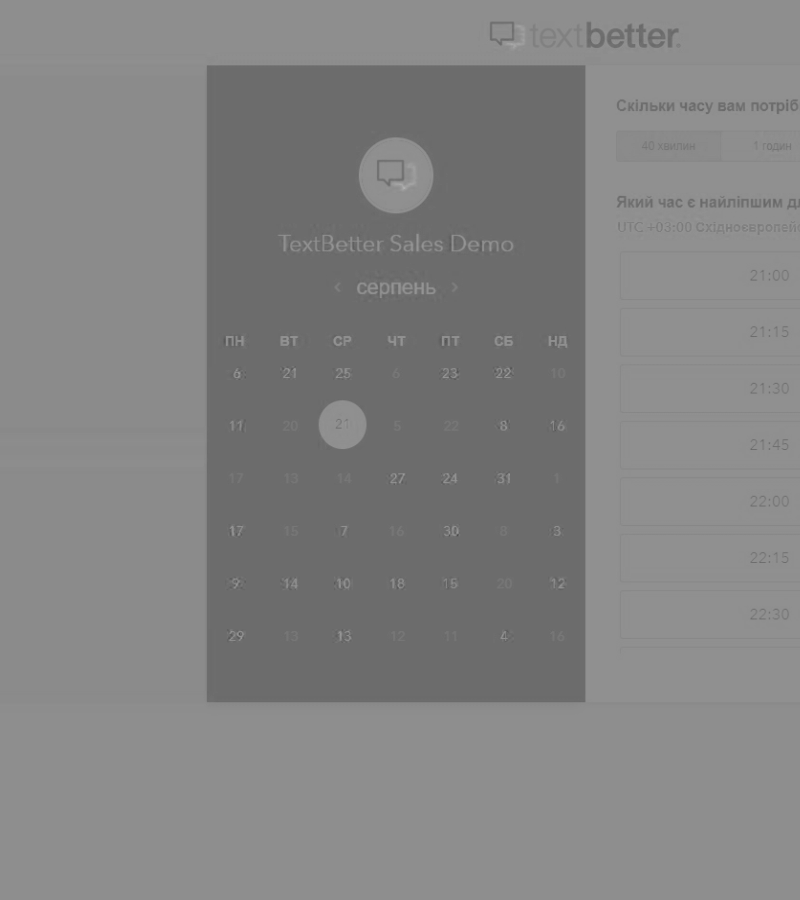 textbetter.
TextBetter Sales Demo
‹ серпень ›
ПН ВТ СР ЧТ ПТ СБ НД
6 21 25 6 23 22 10
11 20 21 5 22 8 16
17 13 14 27 24 31 1
17 15 7 16 30 8 3
9 14 10 18 15 20 12
29 13 13 12 11 4 16
Скільки часу вам потріб
40 хвилин 1 годин
Який час є найліпшим дл
UTC +03:00 Східноєвропей
21:00
21:15
21:30
21:45
22:00
22:15
22:30